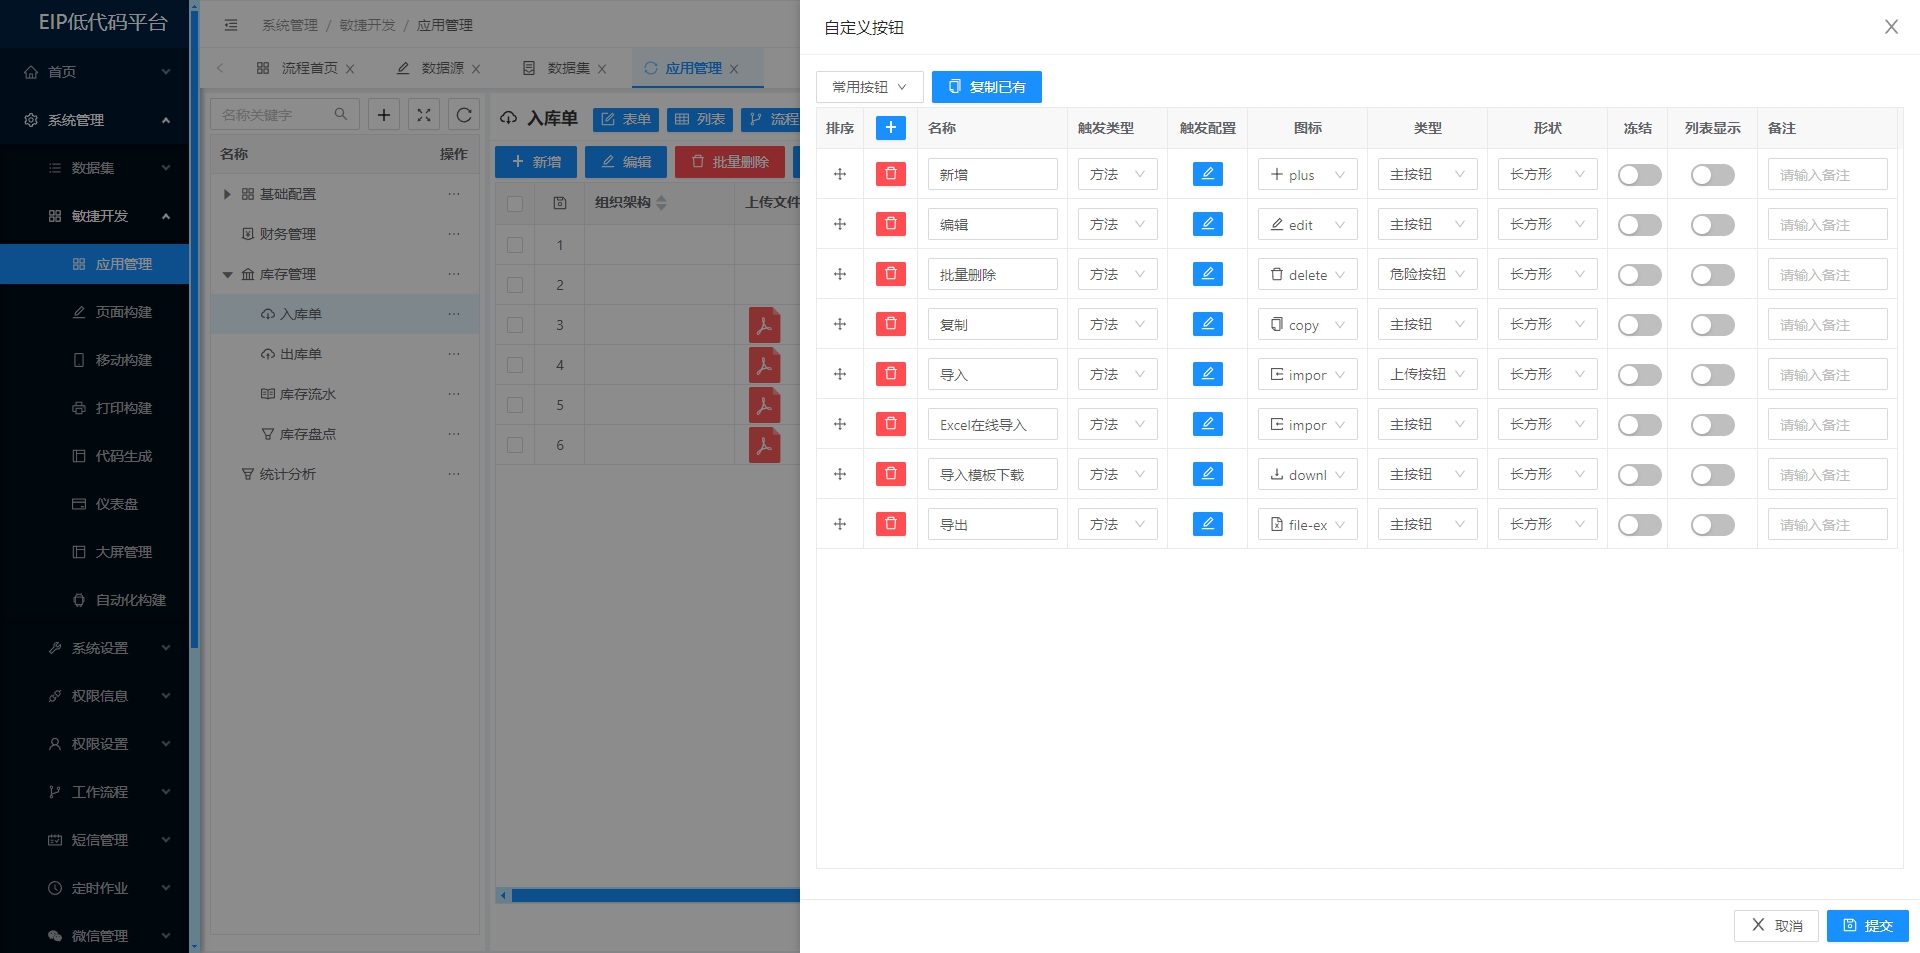 EIP低代码平台
首页
系统管理
数据集
敏捷开发
应用管理
页面构建
移动构建
打印构建
代码生成
仪表盘
大屏管理
自动化构建
系统设置
权限信息
权限设置
工作流程
短信管理
定时作业
微信管理
系统管理 / 敏捷开发 / 应用管理
流程首页
数据源
数据集
应用管理
名称关键字
名称 操作
基础配置
财务管理
库存管理
入库单
出库单
库存流水
库存盘点
统计分析
入库单 表单 列表 流程
新增 编辑 批量删除
组织架构 上传文件
1
2
3
4
5
6
自定义按钮
常用按钮 复制已有
排序 名称 触发类型 触发配置 图标 类型 形状 冻结 列表显示 备注
新增 方法 plus 主按钮 长方形 请输入备注
编辑 方法 edit 主按钮 长方形 请输入备注
批量删除 方法 delete 危险按钮 长方形 请输入备注
复制 方法 copy 主按钮 长方形 请输入备注
导入 方法 impor 上传按钮 长方形 请输入备注
Excel在线导入 方法 impor 主按钮 长方形 请输入备注
导入模板下载 方法 downl 主按钮 长方形 请输入备注
导出 方法 file-ex 主按钮 长方形 请输入备注
取消 提交